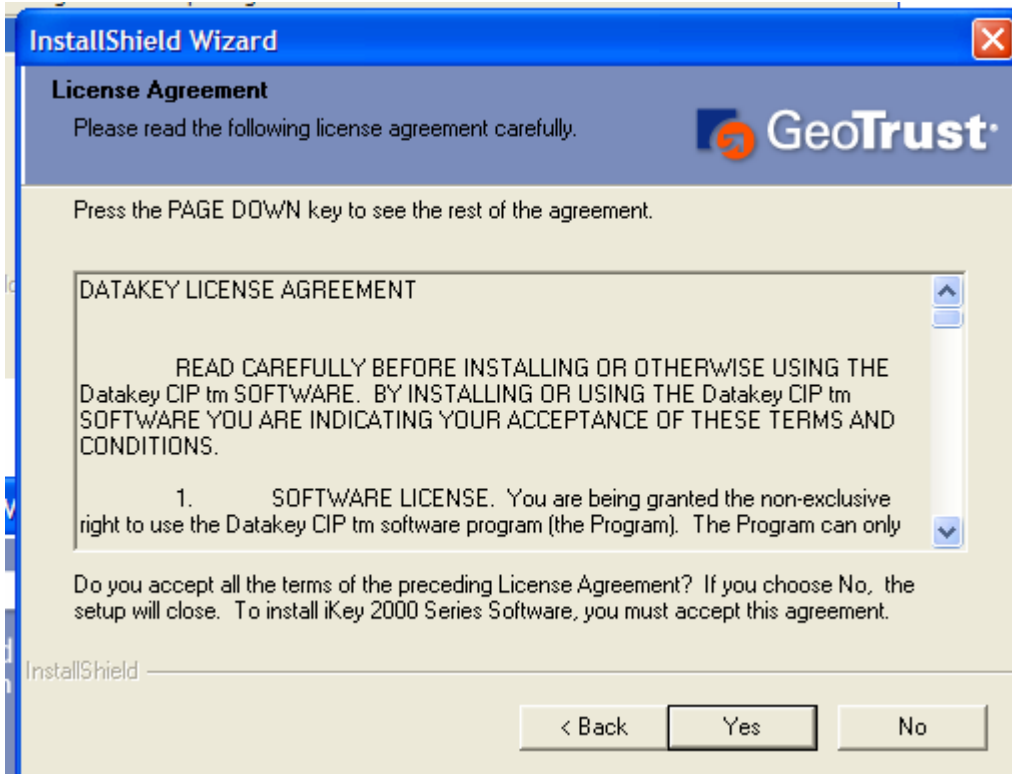 InstallShield Wizard
License Agreement
Please read the following license agreement carefully.
GeoTrust
Press the PAGE DOWN key to see the rest of the agreement.
DATAKEY LICENSE AGREEMENT
READ CAREFULLY BEFORE INSTALLING OR OTHERWISE USING THE
Datakey CIP tm SOFTWARE. BY INSTALLING OR USING THE Datakey CIP tm
SOFTWARE YOU ARE INDICATING YOUR ACCEPTANCE OF THESE TERMS AND
CONDITIONS.
1. SOFTWARE LICENSE. You are being granted the non-exclusive
right to use the Datakey CIP tm software program (the Program). The Program can only
Do you accept all the terms of the preceding License Agreement? If you choose No, the
setup will close. To install iKey 2000 Series Software, you must accept this agreement.
InstallShield
< Back Yes No